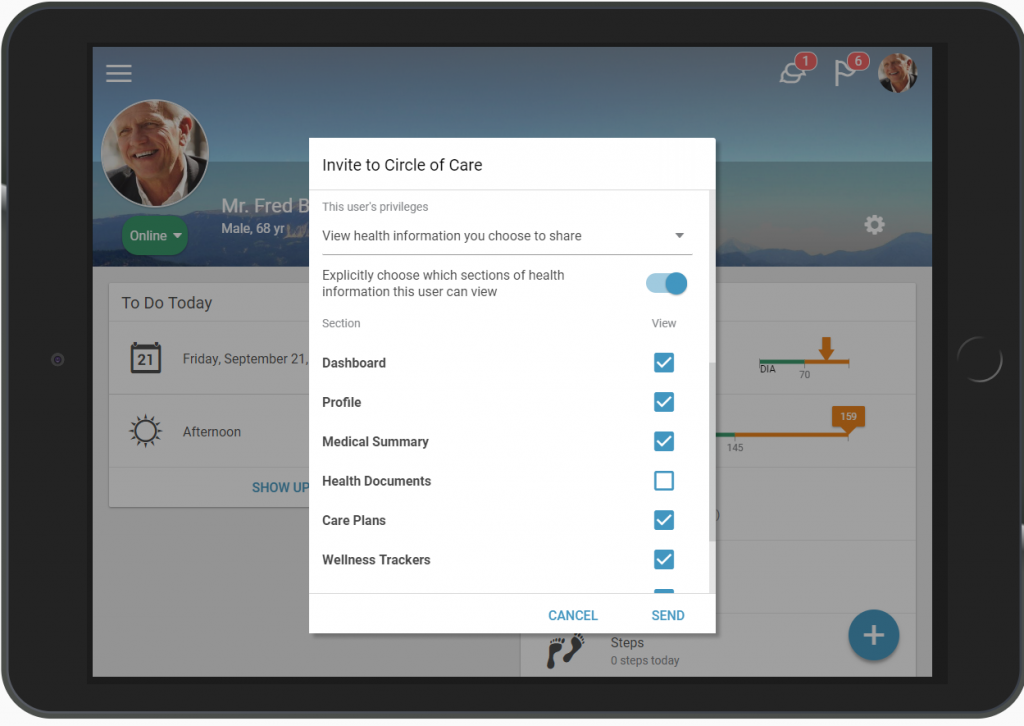 1
6
Mr. Fred B
Male, 68 yr
Online
Invite to Circle of Care
This user's privileges
View health information you choose to share
Explicitly choose which sections of health
information this user can view
Section View
Dashboard
Profile
Medical Summary
Health Documents
Care Plans
Wellness Trackers
CANCEL SEND
To Do Today
21 Friday, September 21,
Afternoon
SHOW UP
DIA
70
159
145
)
Steps
0 steps today